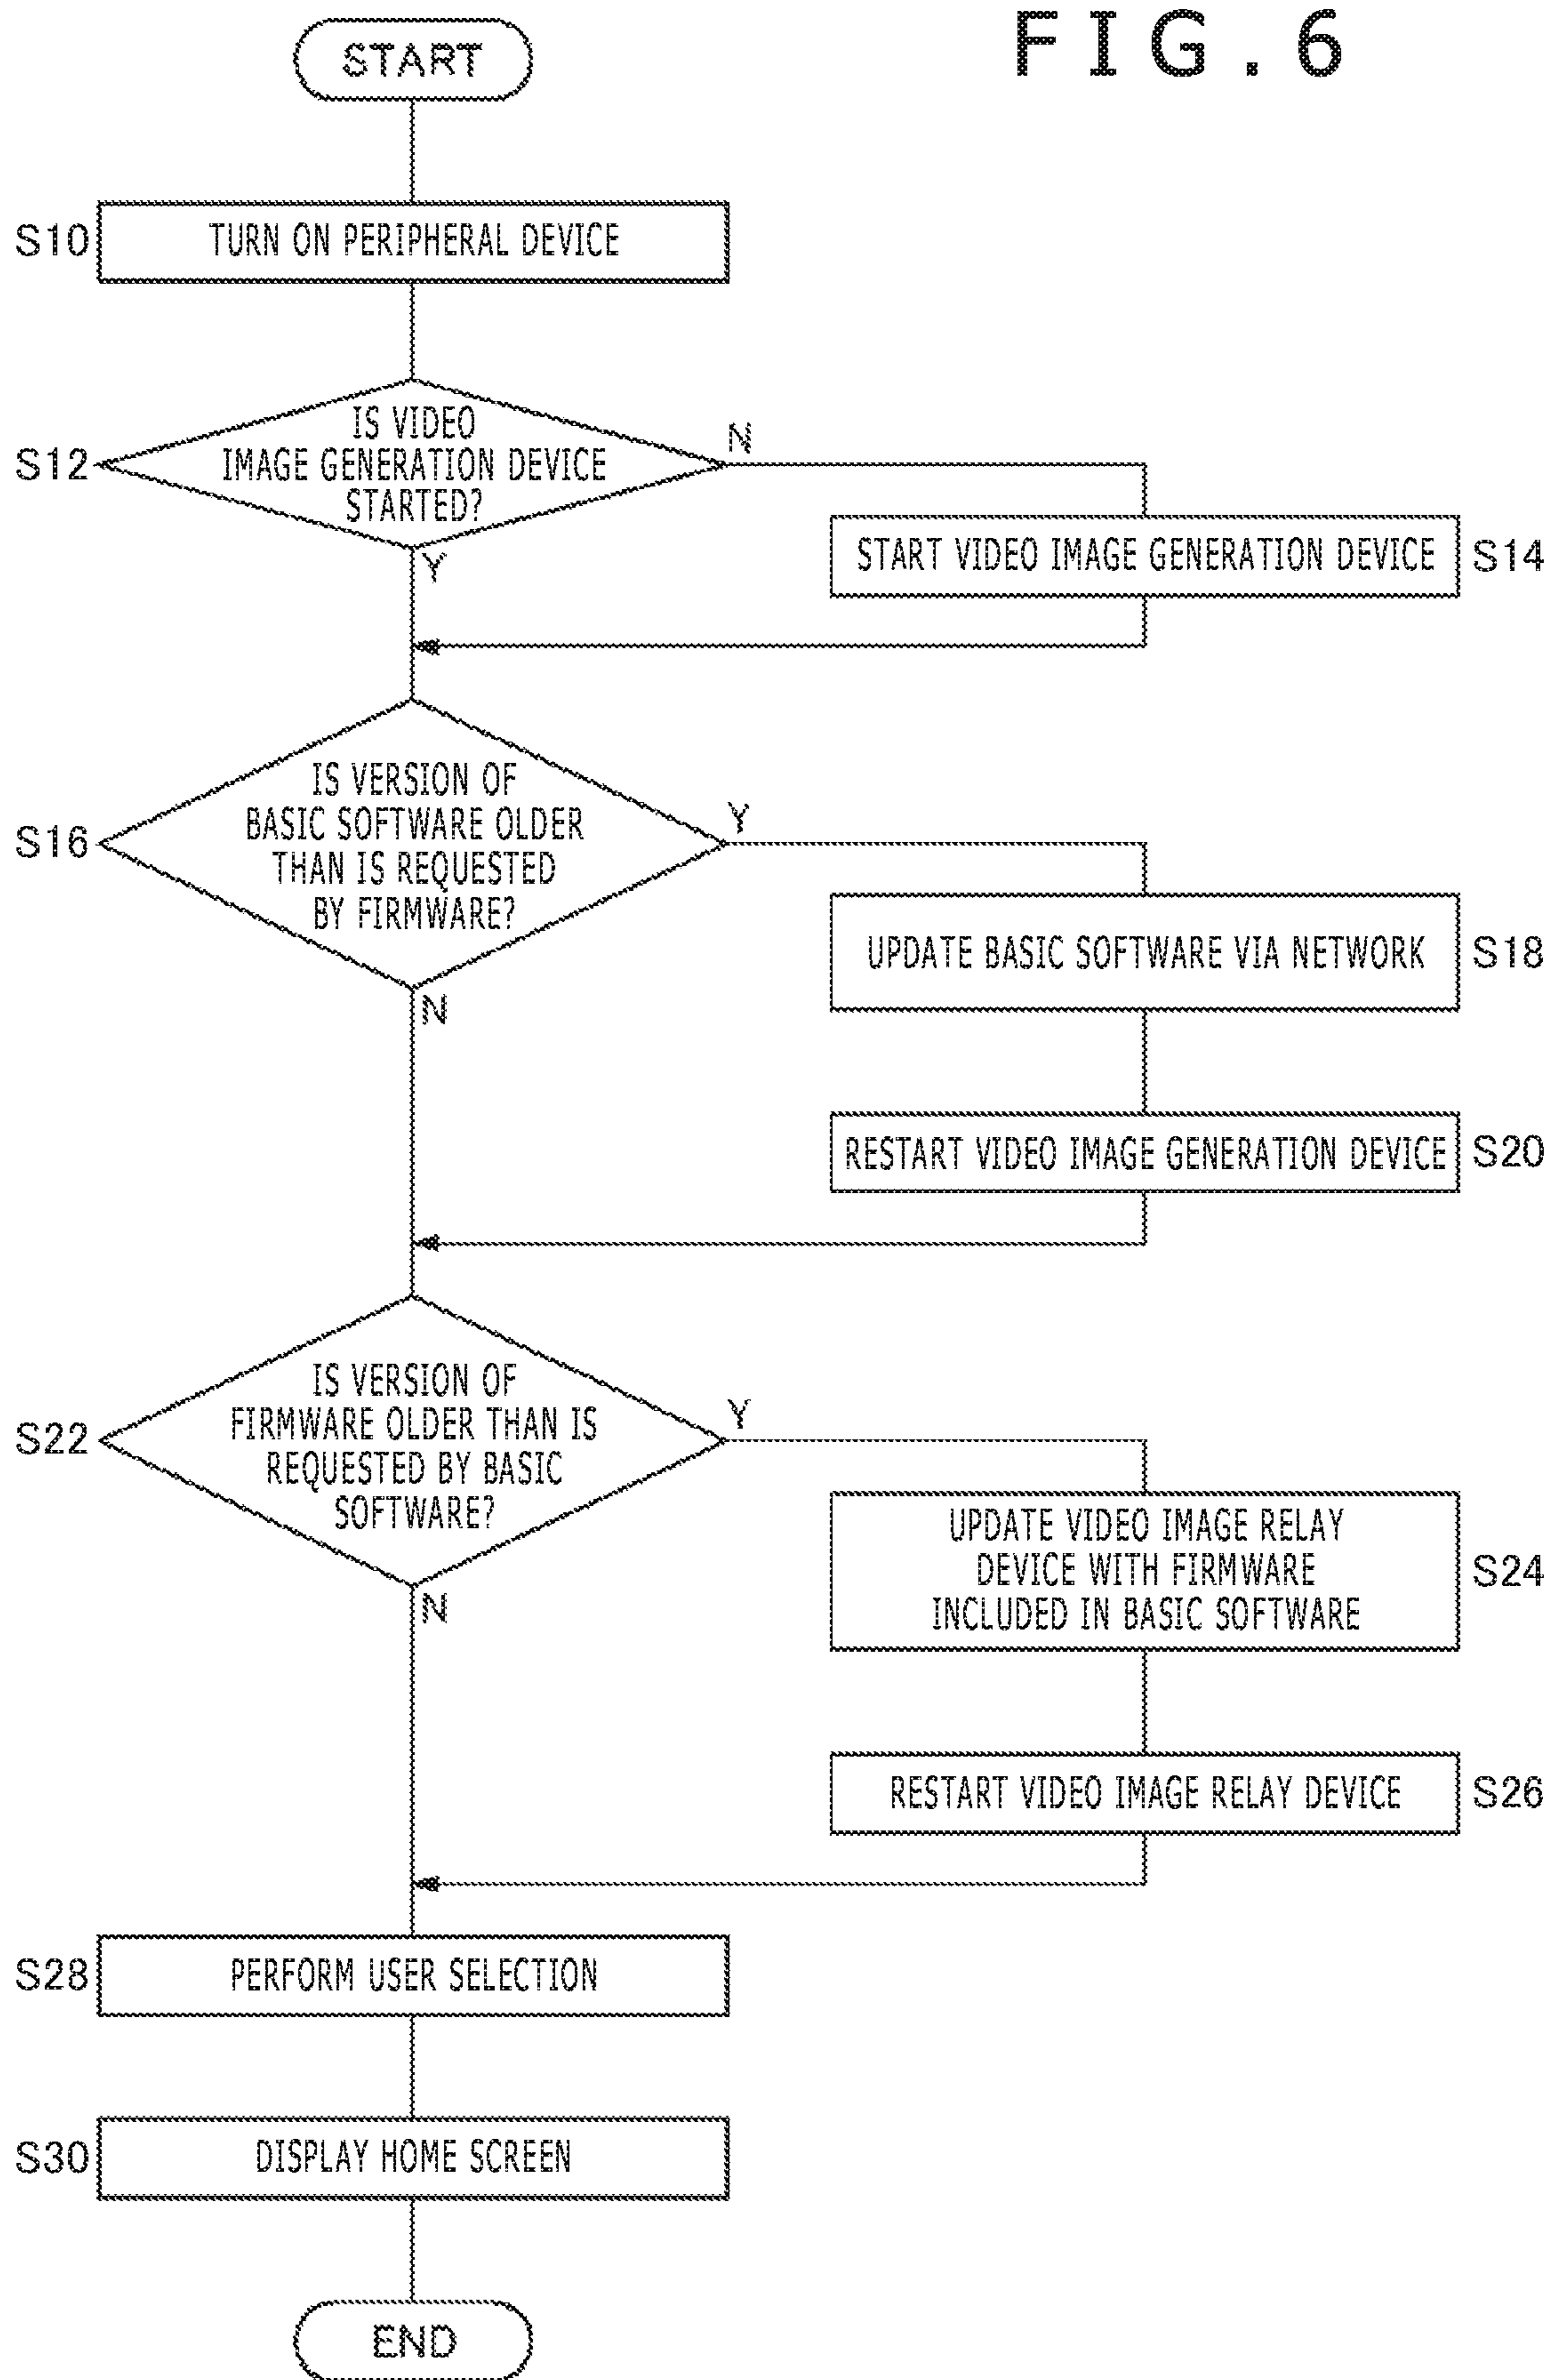 FIG.6
START
S10
TURN ON PERIPHERAL DEVICE
S12
IS VIDEO
IMAGE GENERATION DEVICE
STARTED?
N
Y
START VIDEO IMAGE GENERATION DEVICE
S14
S16
IS VERSION OF
BASIC SOFTWARE OLDER
THAN IS REQUESTED
BY FIRMWARE?
Y
N
UPDATE BASIC SOFTWARE VIA NETWORK
S18
RESTART VIDEO IMAGE GENERATION DEVICE
S20
S22
IS VERSION OF
FIRMWARE OLDER THAN IS
REQUESTED BY BASIC
SOFTWARE?
Y
N
UPDATE VIDEO IMAGE RELAY
DEVICE WITH FIRMWARE
INCLUDED IN BASIC SOFTWARE
S24
RESTART VIDEO IMAGE RELAY DEVICE
S26
S28
PERFORM USER SELECTION
S30
DISPLAY HOME SCREEN
END